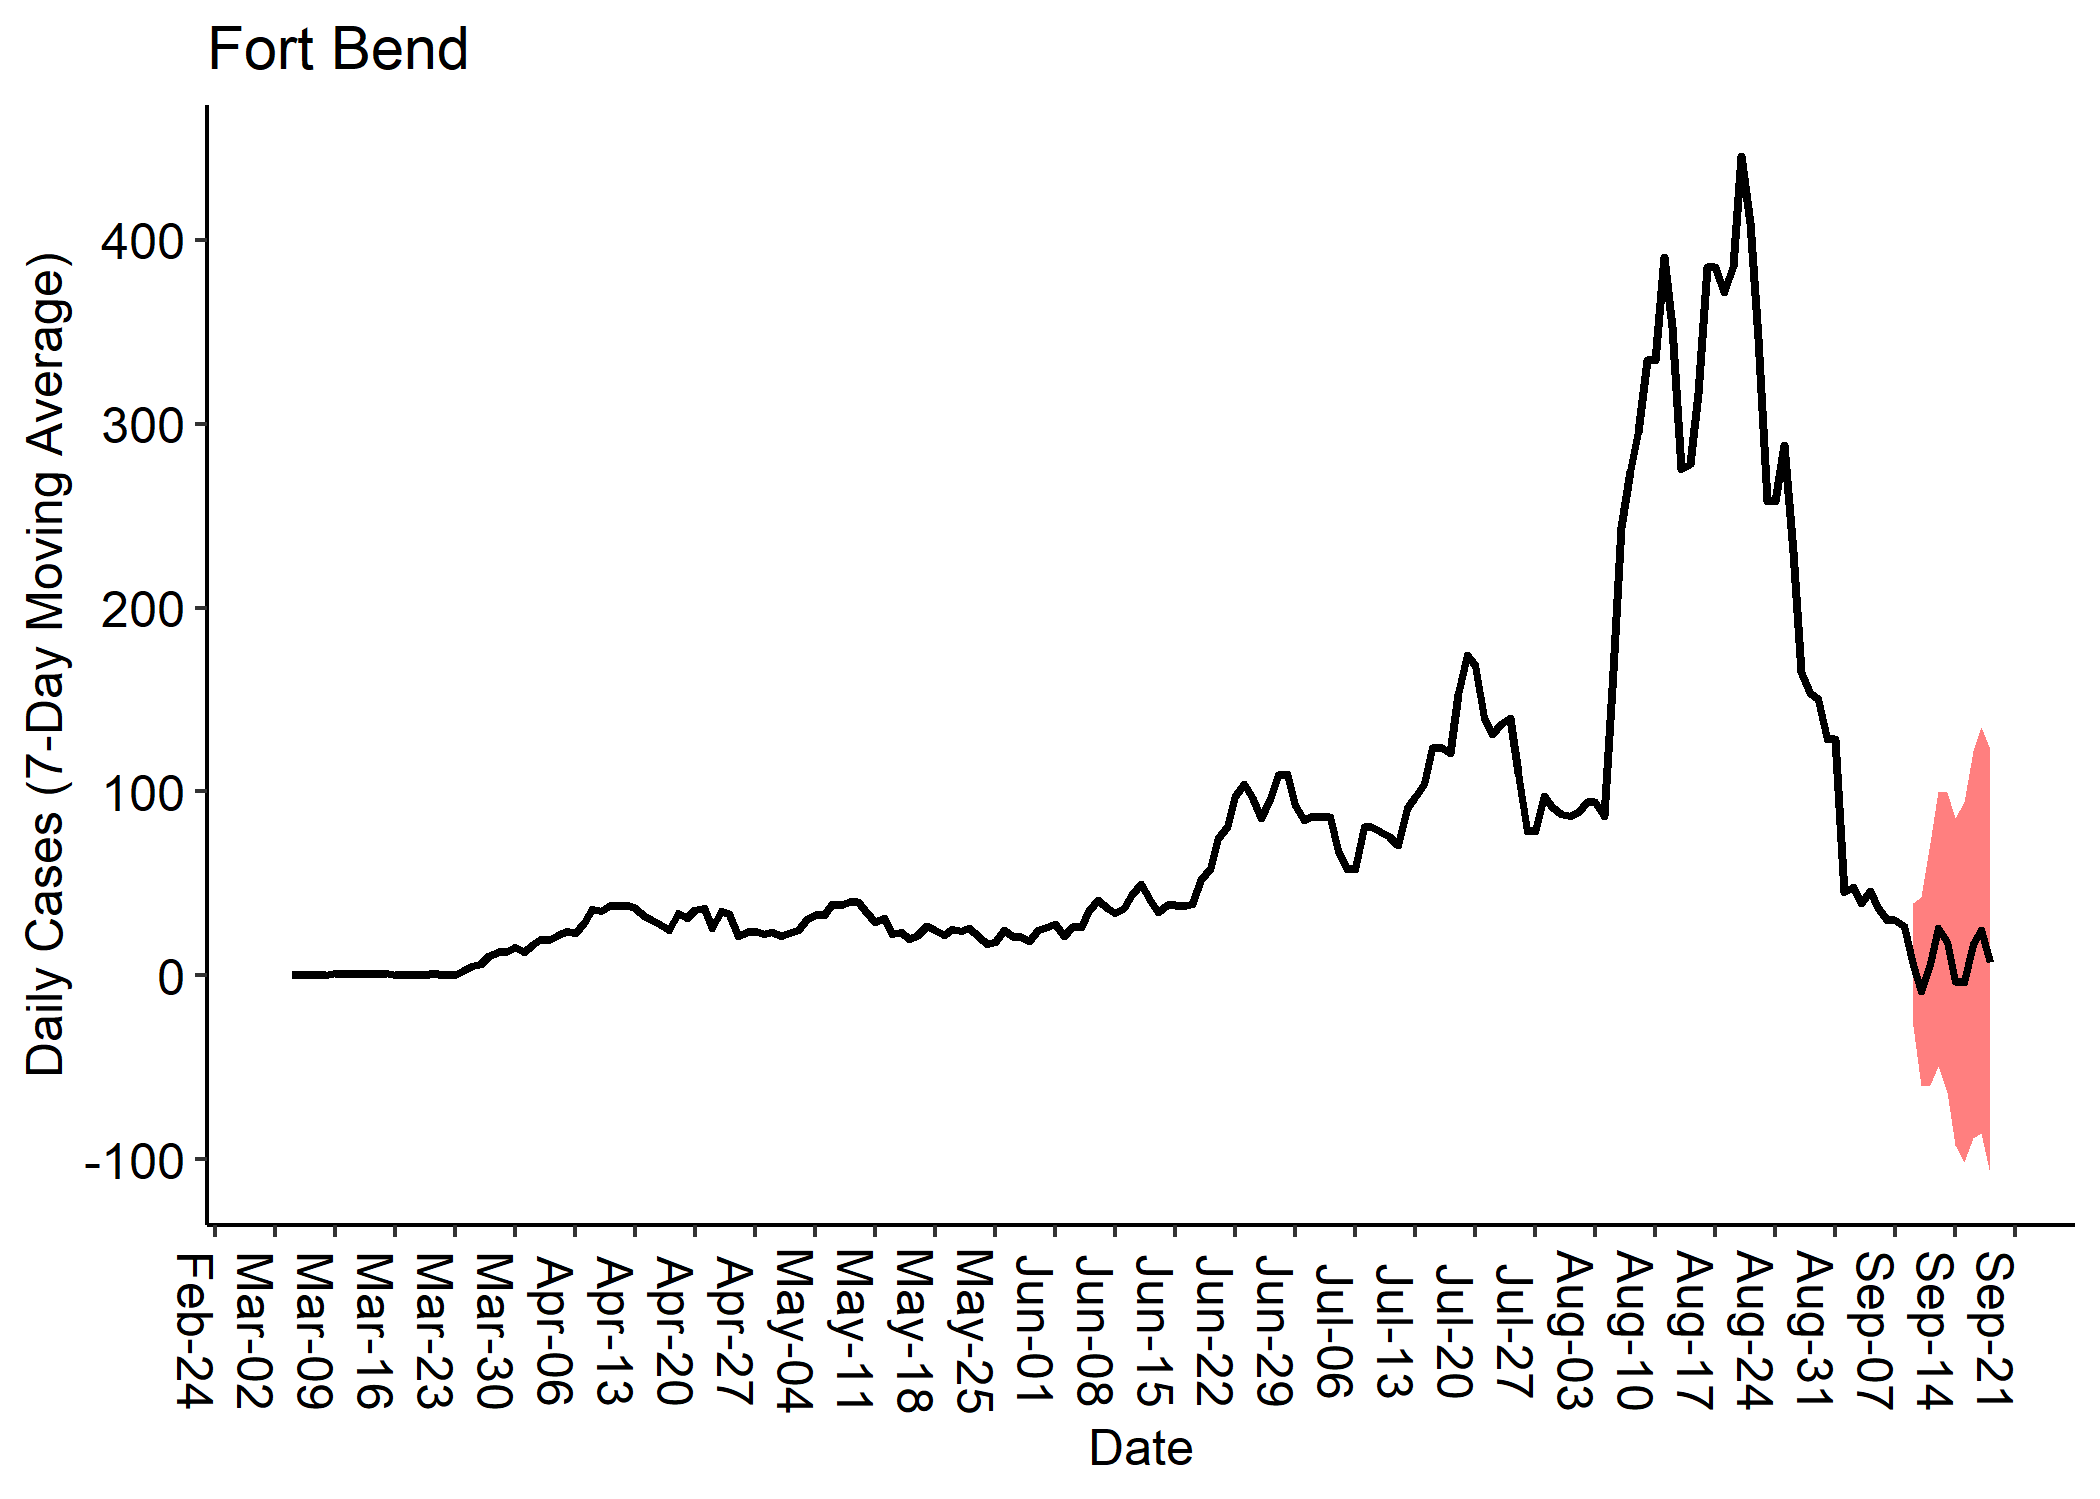 Fort Bend
Daily Cases (7-Day Moving Average)
400
300
200
100
0
-100
Feb-24
Mar-02
Mar-09
Mar-16
Mar-23
Mar-30
Apr-06
Apr-13
Apr-20
Apr-27
May-04
May-11
May-18
May-25
Jun-01
Jun-08
Jun-15
Jun-22
Jun-29
Jul-06
Jul-13
Jul-20
Jul-27
Aug-03
Aug-10
Aug-17
Aug-24
Aug-31
Sep-07
Sep-14
Sep-21
Date